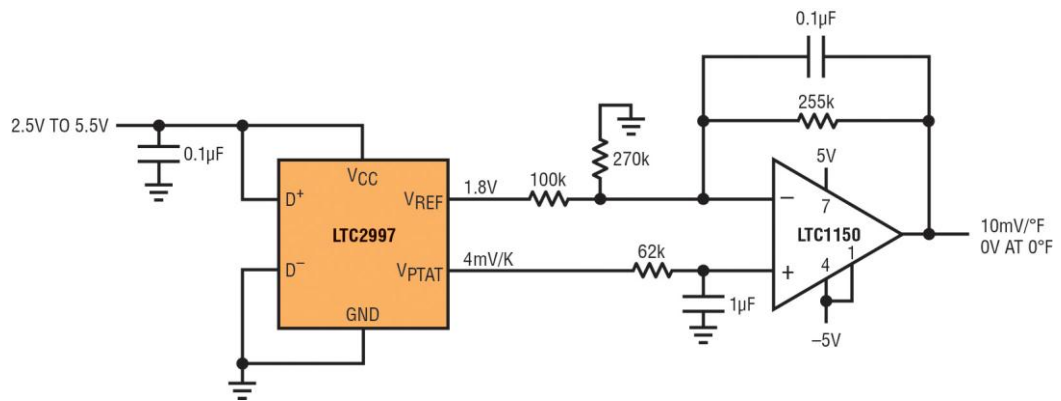 0.1µF
255k
2.5V TO 5.5V
0.1µF
270k
5V
VCC
D+
VREF
1.8V
100k
7
LTC2997
LTC1150
10mV/°F
0V AT 0°F
D−
VPTAT
4mV/K
62k
−
+
4
1
GND
1µF
−5V